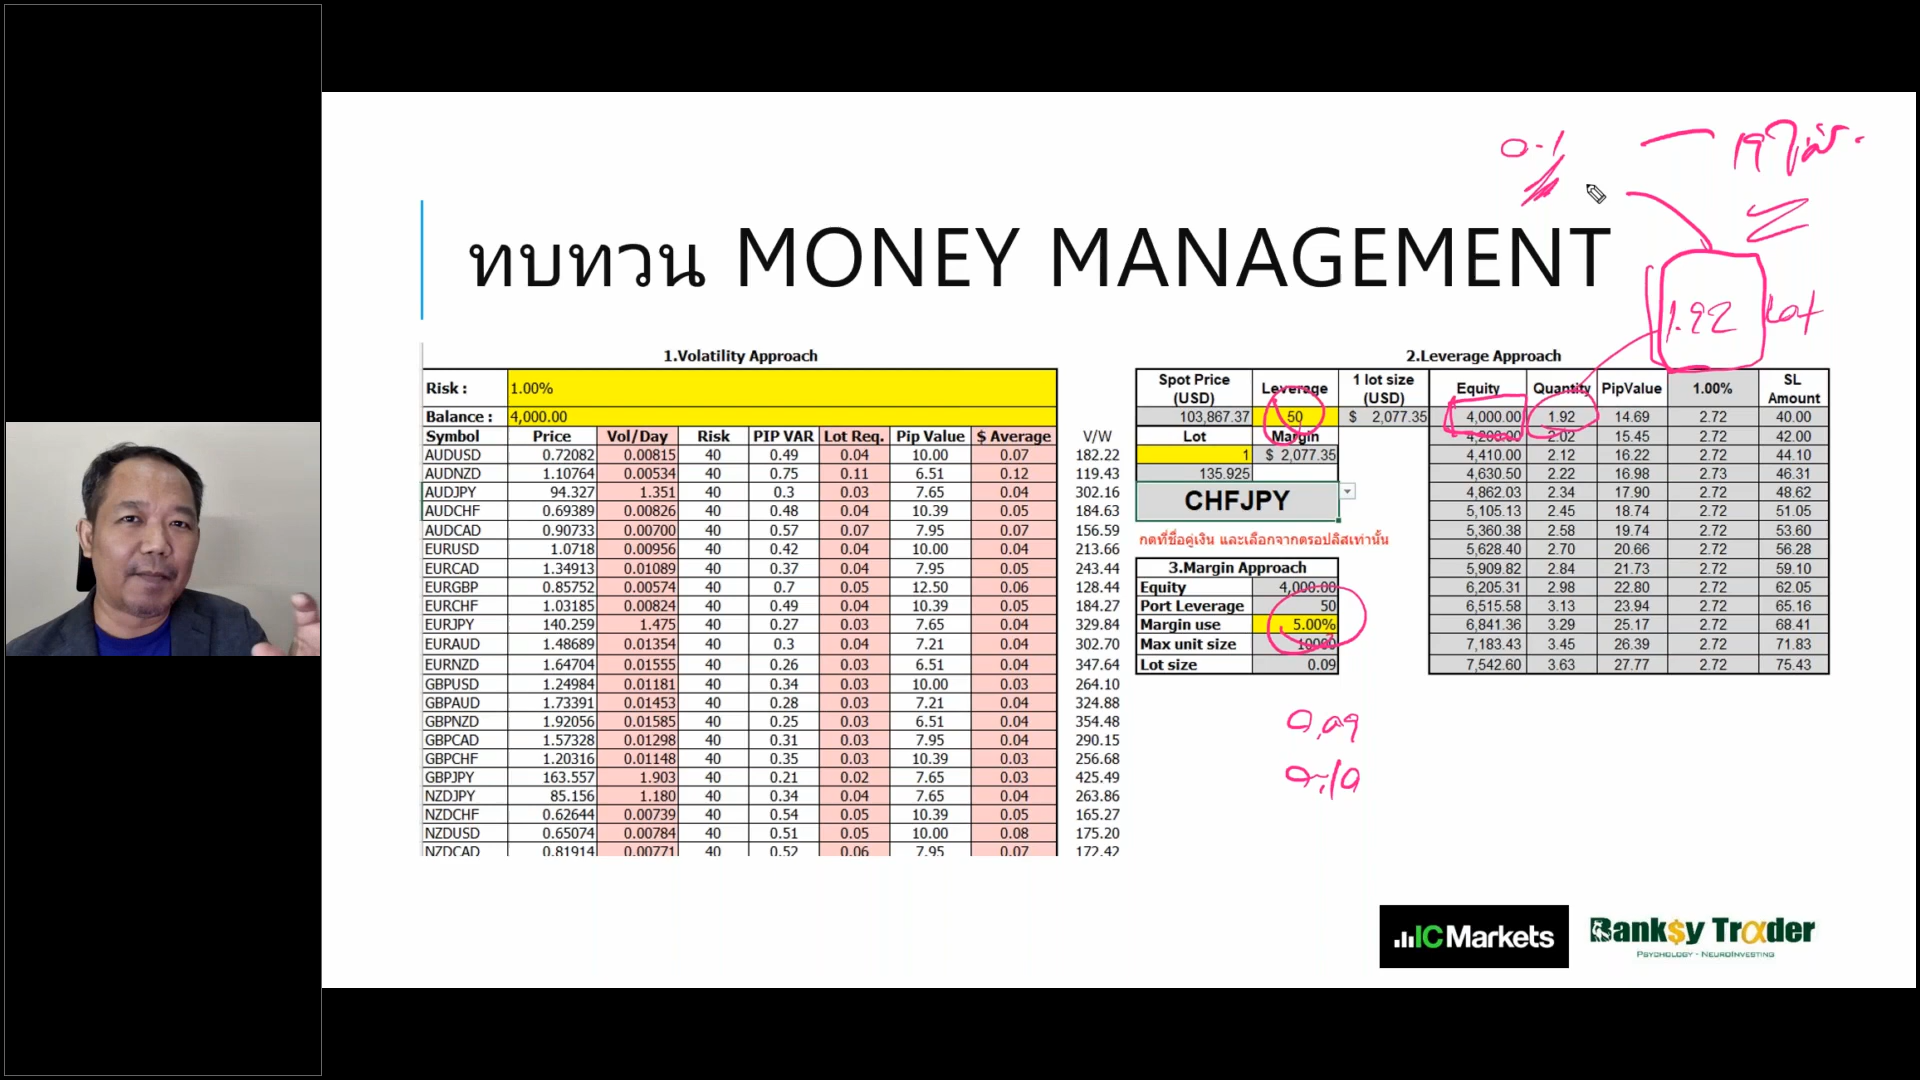 0.1 — 19 ไม้
ทบทวน MONEY MANAGEMENT
1.92 Lot
1.Volatility Approach
Risk : 1.00%
Balance : 4,000.00
Symbol Price Vol/Day Risk PIP VAR Lot Req. Pip Value $ Average V/W
AUDUSD 0.72082 0.00815 40 0.49 0.04 10.00 0.07 182.22
AUDNZD 1.10764 0.00534 40 0.75 0.11 6.51 0.12 119.43
AUDJPY 94.327 1.351 40 0.3 0.03 7.65 0.04 302.16
AUDCHF 0.69389 0.00826 40 0.48 0.04 10.39 0.05 184.63
AUDCAD 0.90733 0.00700 40 0.57 0.07 7.95 0.07 156.59
EURUSD 1.0718 0.00956 40 0.42 0.04 10.00 0.04 213.66
EURCAD 1.34913 0.01089 40 0.37 0.04 7.95 0.05 243.44
EURGBP 0.85752 0.00574 40 0.7 0.05 12.50 0.06 128.44
EURCHF 1.03185 0.00824 40 0.49 0.04 10.39 0.05 184.27
EURJPY 140.259 1.475 40 0.27 0.03 7.65 0.04 329.84
EURAUD 1.48689 0.01354 40 0.3 0.04 7.21 0.04 302.70
EURNZD 1.64704 0.01555 40 0.26 0.03 6.51 0.04 347.64
GBPUSD 1.24984 0.01181 40 0.34 0.03 10.00 0.03 264.10
GBPAUD 1.73391 0.01453 40 0.28 0.03 7.21 0.04 324.88
GBPNZD 1.92056 0.01585 40 0.25 0.03 6.51 0.04 354.48
GBPCAD 1.57328 0.01298 40 0.31 0.03 7.95 0.04 290.15
GBPCHF 1.20316 0.01148 40 0.35 0.03 10.39 0.04 256.68
GBPJPY 163.557 1.903 40 0.21 0.02 7.65 0.03 425.49
NZDJPY 85.156 1.180 40 0.34 0.04 7.65 0.04 263.86
NZDCHF 0.62644 0.00739 40 0.54 0.05 10.39 0.05 165.27
NZDUSD 0.65074 0.00784 40 0.51 0.05 10.00 0.08 175.20
NZDCAD 0.81914 0.00771 40 0.52 0.06 7.95 0.07 172.42
2.Leverage Approach
Spot Price (USD) Leverage 1 lot size (USD)
103,867.37 50 $ 2,077.35
Lot Margin
1 $ 2,077.35
135.925
CHFJPY
กดที่ชื่อคู่เงิน และเลือกจากดรอปลิสเท่านั้น
3.Margin Approach
Equity 4,000.00
Port Leverage 50
Margin use 5.00%
Max unit size 10000
Lot size 0.09
0.09
0.10
Equity Quantity PipValue 1.00% SL Amount
4,000.00 1.92 14.69 2.72 40.00
4,200.00 2.02 15.45 2.72 42.00
4,410.00 2.12 16.22 2.72 44.10
4,630.50 2.22 16.98 2.73 46.31
4,862.03 2.34 17.90 2.72 48.62
5,105.13 2.45 18.74 2.72 51.05
5,360.38 2.58 19.74 2.72 53.60
5,628.40 2.70 20.66 2.72 56.28
5,909.82 2.84 21.73 2.72 59.10
6,205.31 2.98 22.80 2.72 62.05
6,515.58 3.13 23.94 2.72 65.16
6,841.36 3.29 25.17 2.72 68.41
7,183.43 3.45 26.39 2.72 71.83
7,542.60 3.63 27.77 2.72 75.43
IC Markets
Bank$y Trader
PSYCHOLOGY - NEUROINVESTING